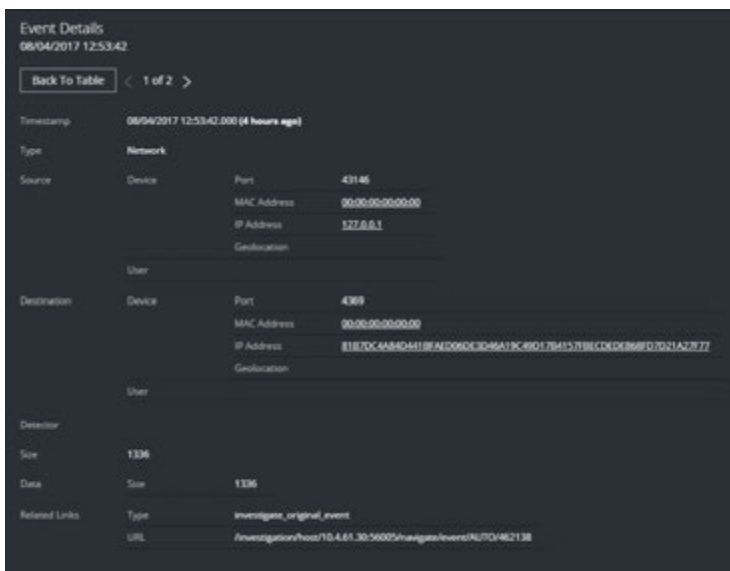 Event Details
08/04/2017 12:53:42
Back To Table < 1 of 2 >
Timestamp 08/04/2017 12:53:42.000 (4 hours ago)
Type Network
Source Device Port 43146
MAC Address 00:00:00:00:00:00
IP Address 127.0.0.1
Geolocation
User
Destination Device Port 4369
MAC Address 00:00:00:00:00:00
IP Address
Geolocation
User
Detector
Size 1336
Data Size 1336
Related Links Type investigate_original_event
URL /investigation/host/10.4.61.30:56005/navigate/event/AUTO/462138